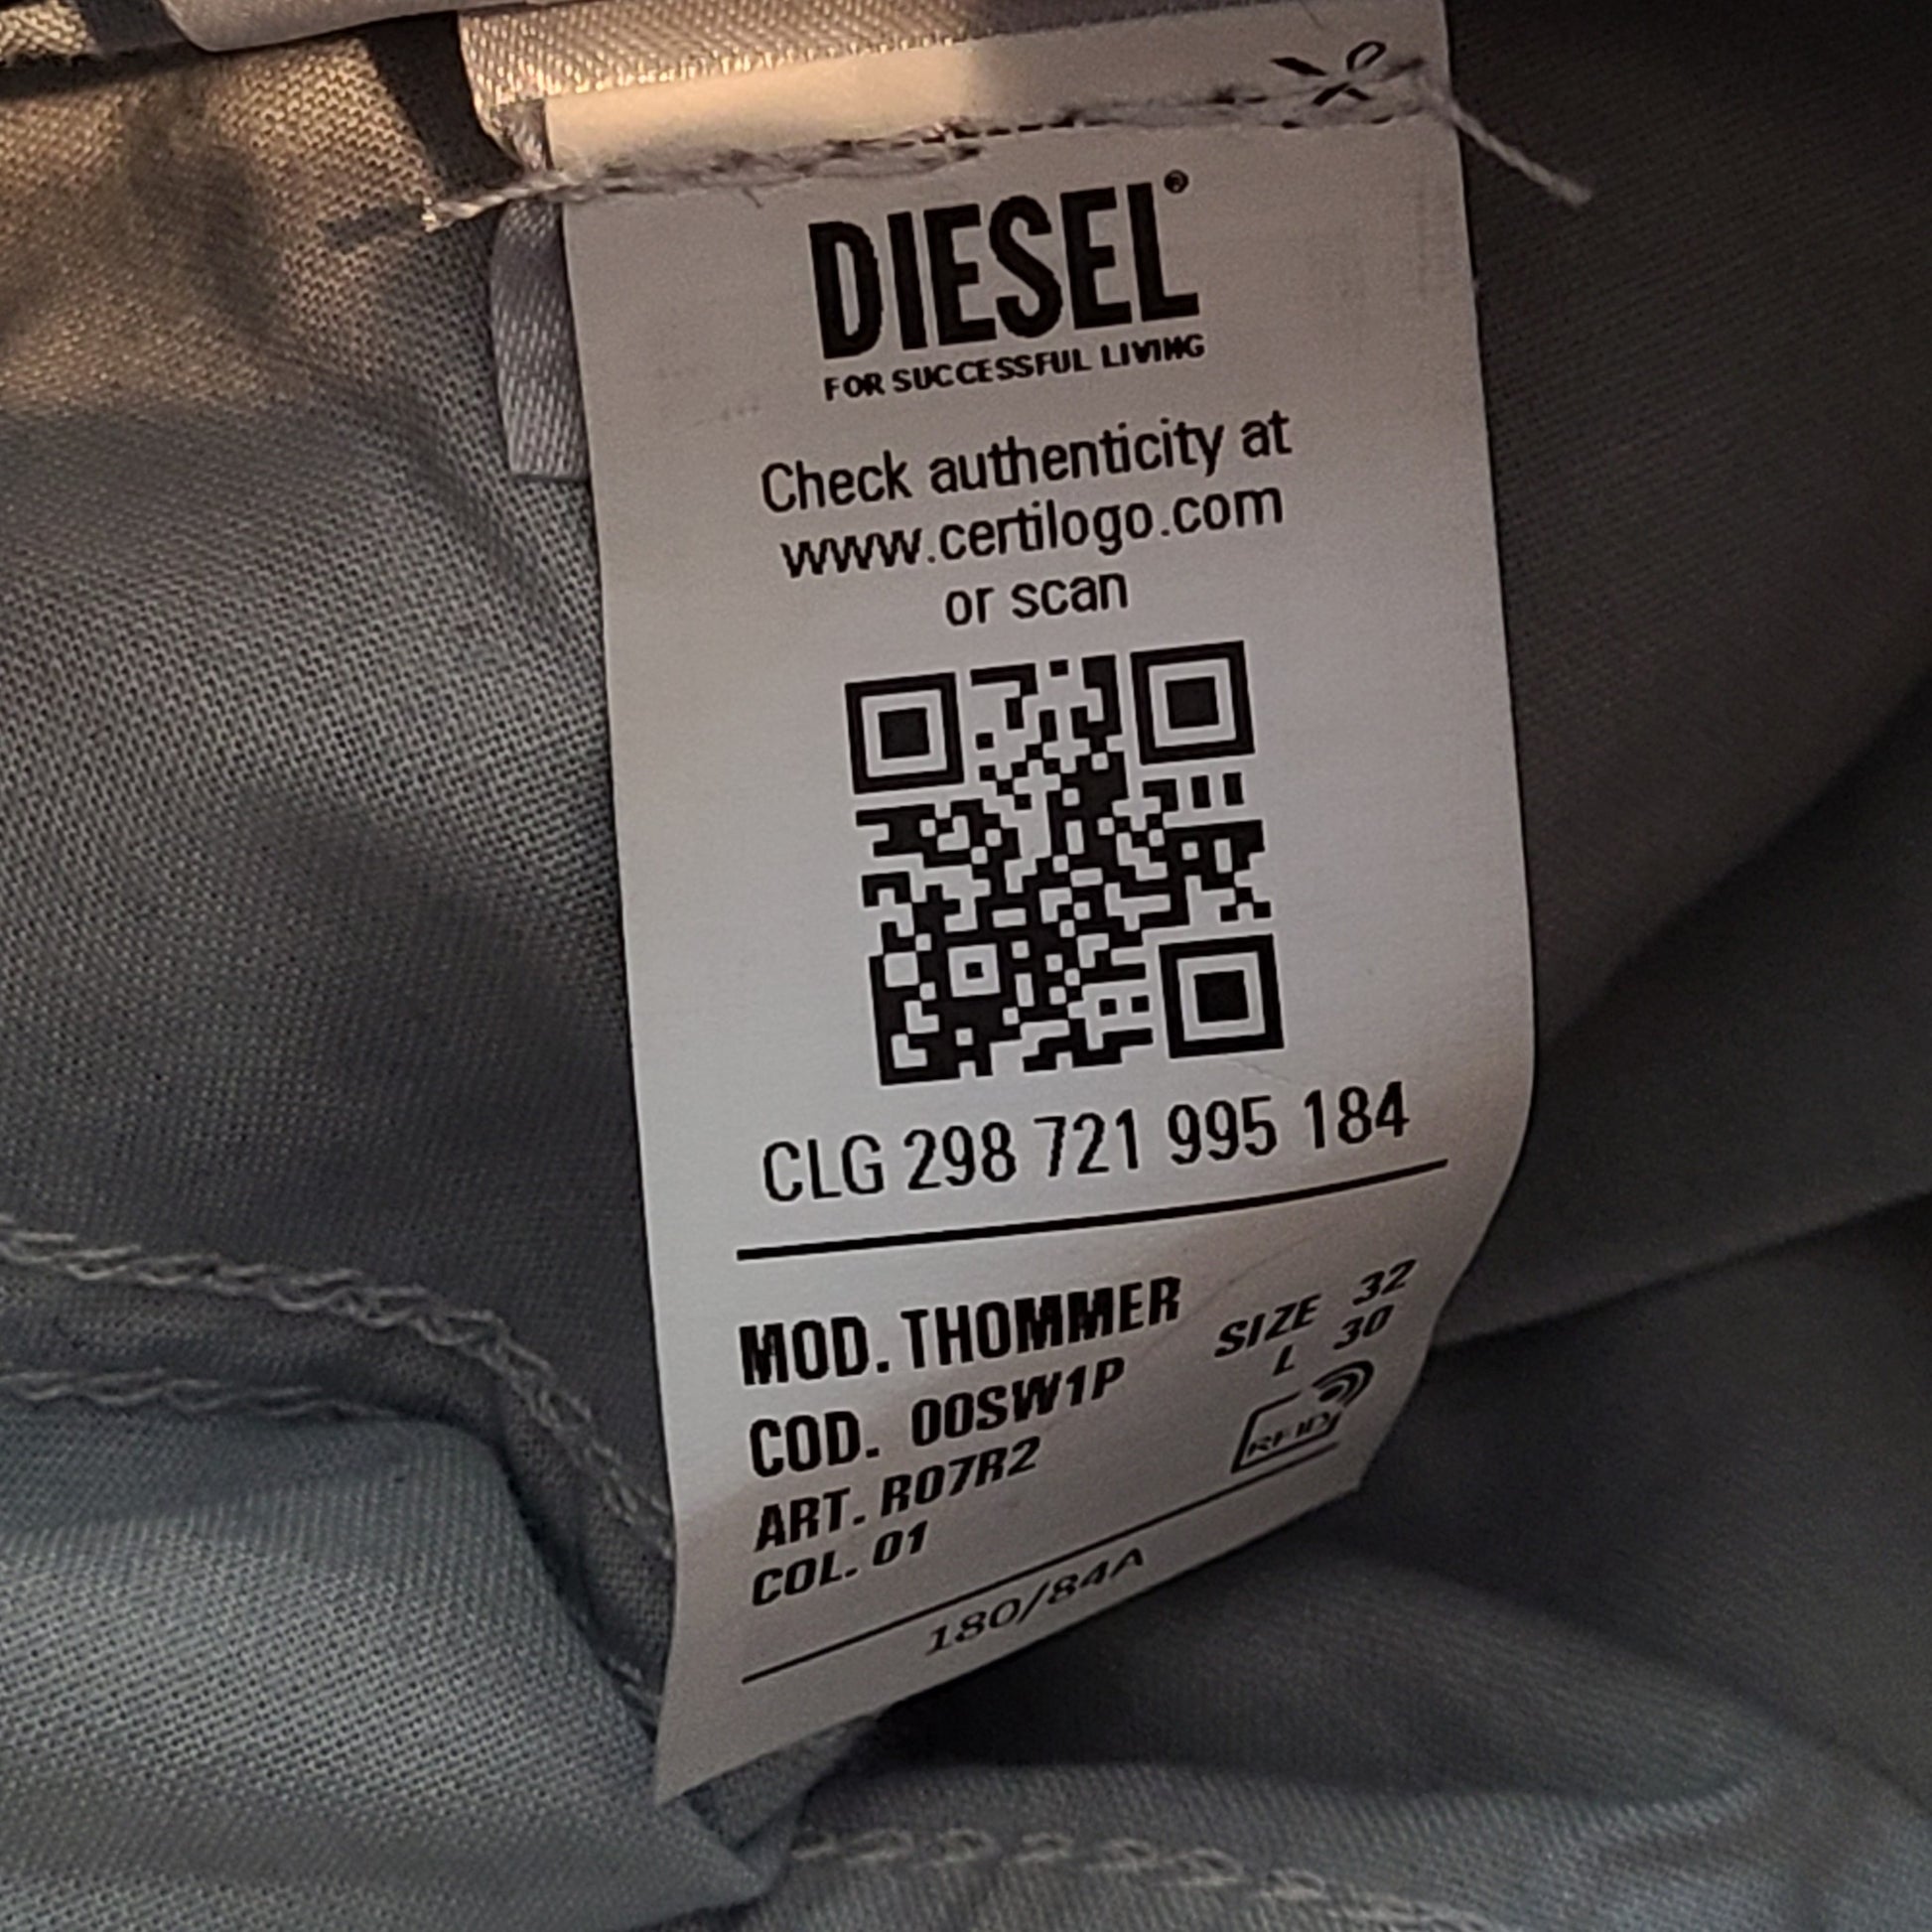 DIESEL®
FOR SUCCESSFUL LIVING
Check authenticity at
www.certilogo.com
or scan
CLG 298 721 995 184
MOD. THOMMER SIZE 32
COD. 00SW1P L 30
ART. R07R2 RFID
COL. 01
180/84A